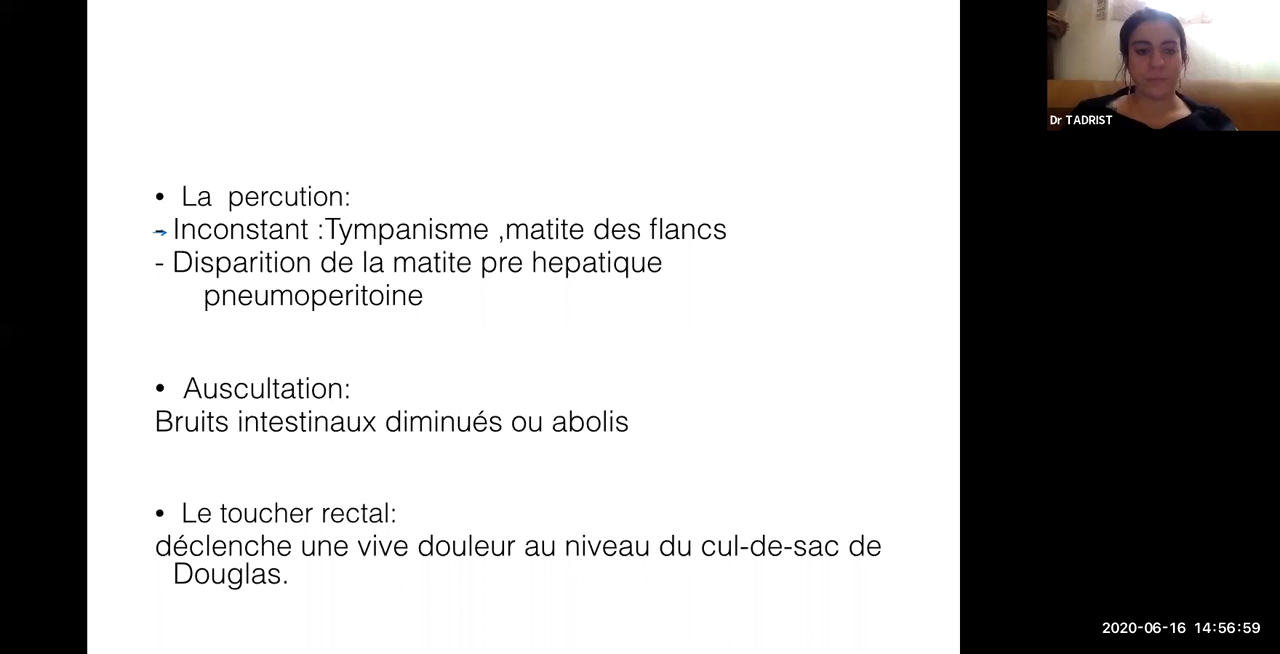 • La percution:
Inconstant :Tympanisme ,matite des flancs
- Disparition de la matite pre hepatique
pneumoperitoine
• Auscultation:
Bruits intestinaux diminués ou abolis
• Le toucher rectal:
déclenche une vive douleur au niveau du cul-de-sac de
Douglas.
Dr TADRIST
2020-06-16 14:56:59